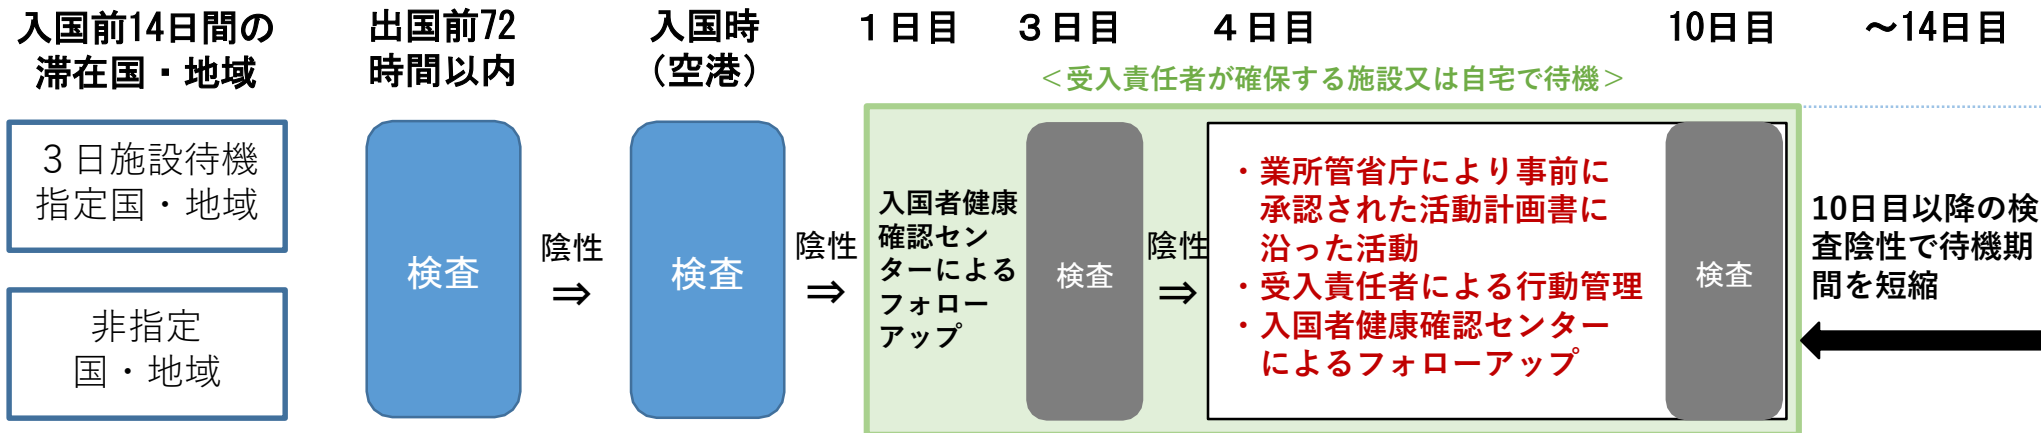 入国前14日間の
滞在国・地域
出国前72
時間以内
入国時
（空港）
１日目
３日目
４日目
10日目
～14日目
＜受入責任者が確保する施設又は自宅で待機＞
３日施設待機
指定国・地域
非指定
国・地域
検査
陰性
⇒
検査
陰性
⇒
入国者健康
確認セン
ターによる
フォロー
アップ
検査
陰性
⇒
・業所管省庁により事前に
承認された活動計画書に
沿った活動
・受入責任者による行動管理
・入国者健康確認センター
によるフォローアップ
検査
10日目以降の検
査陰性で待機期
間を短縮